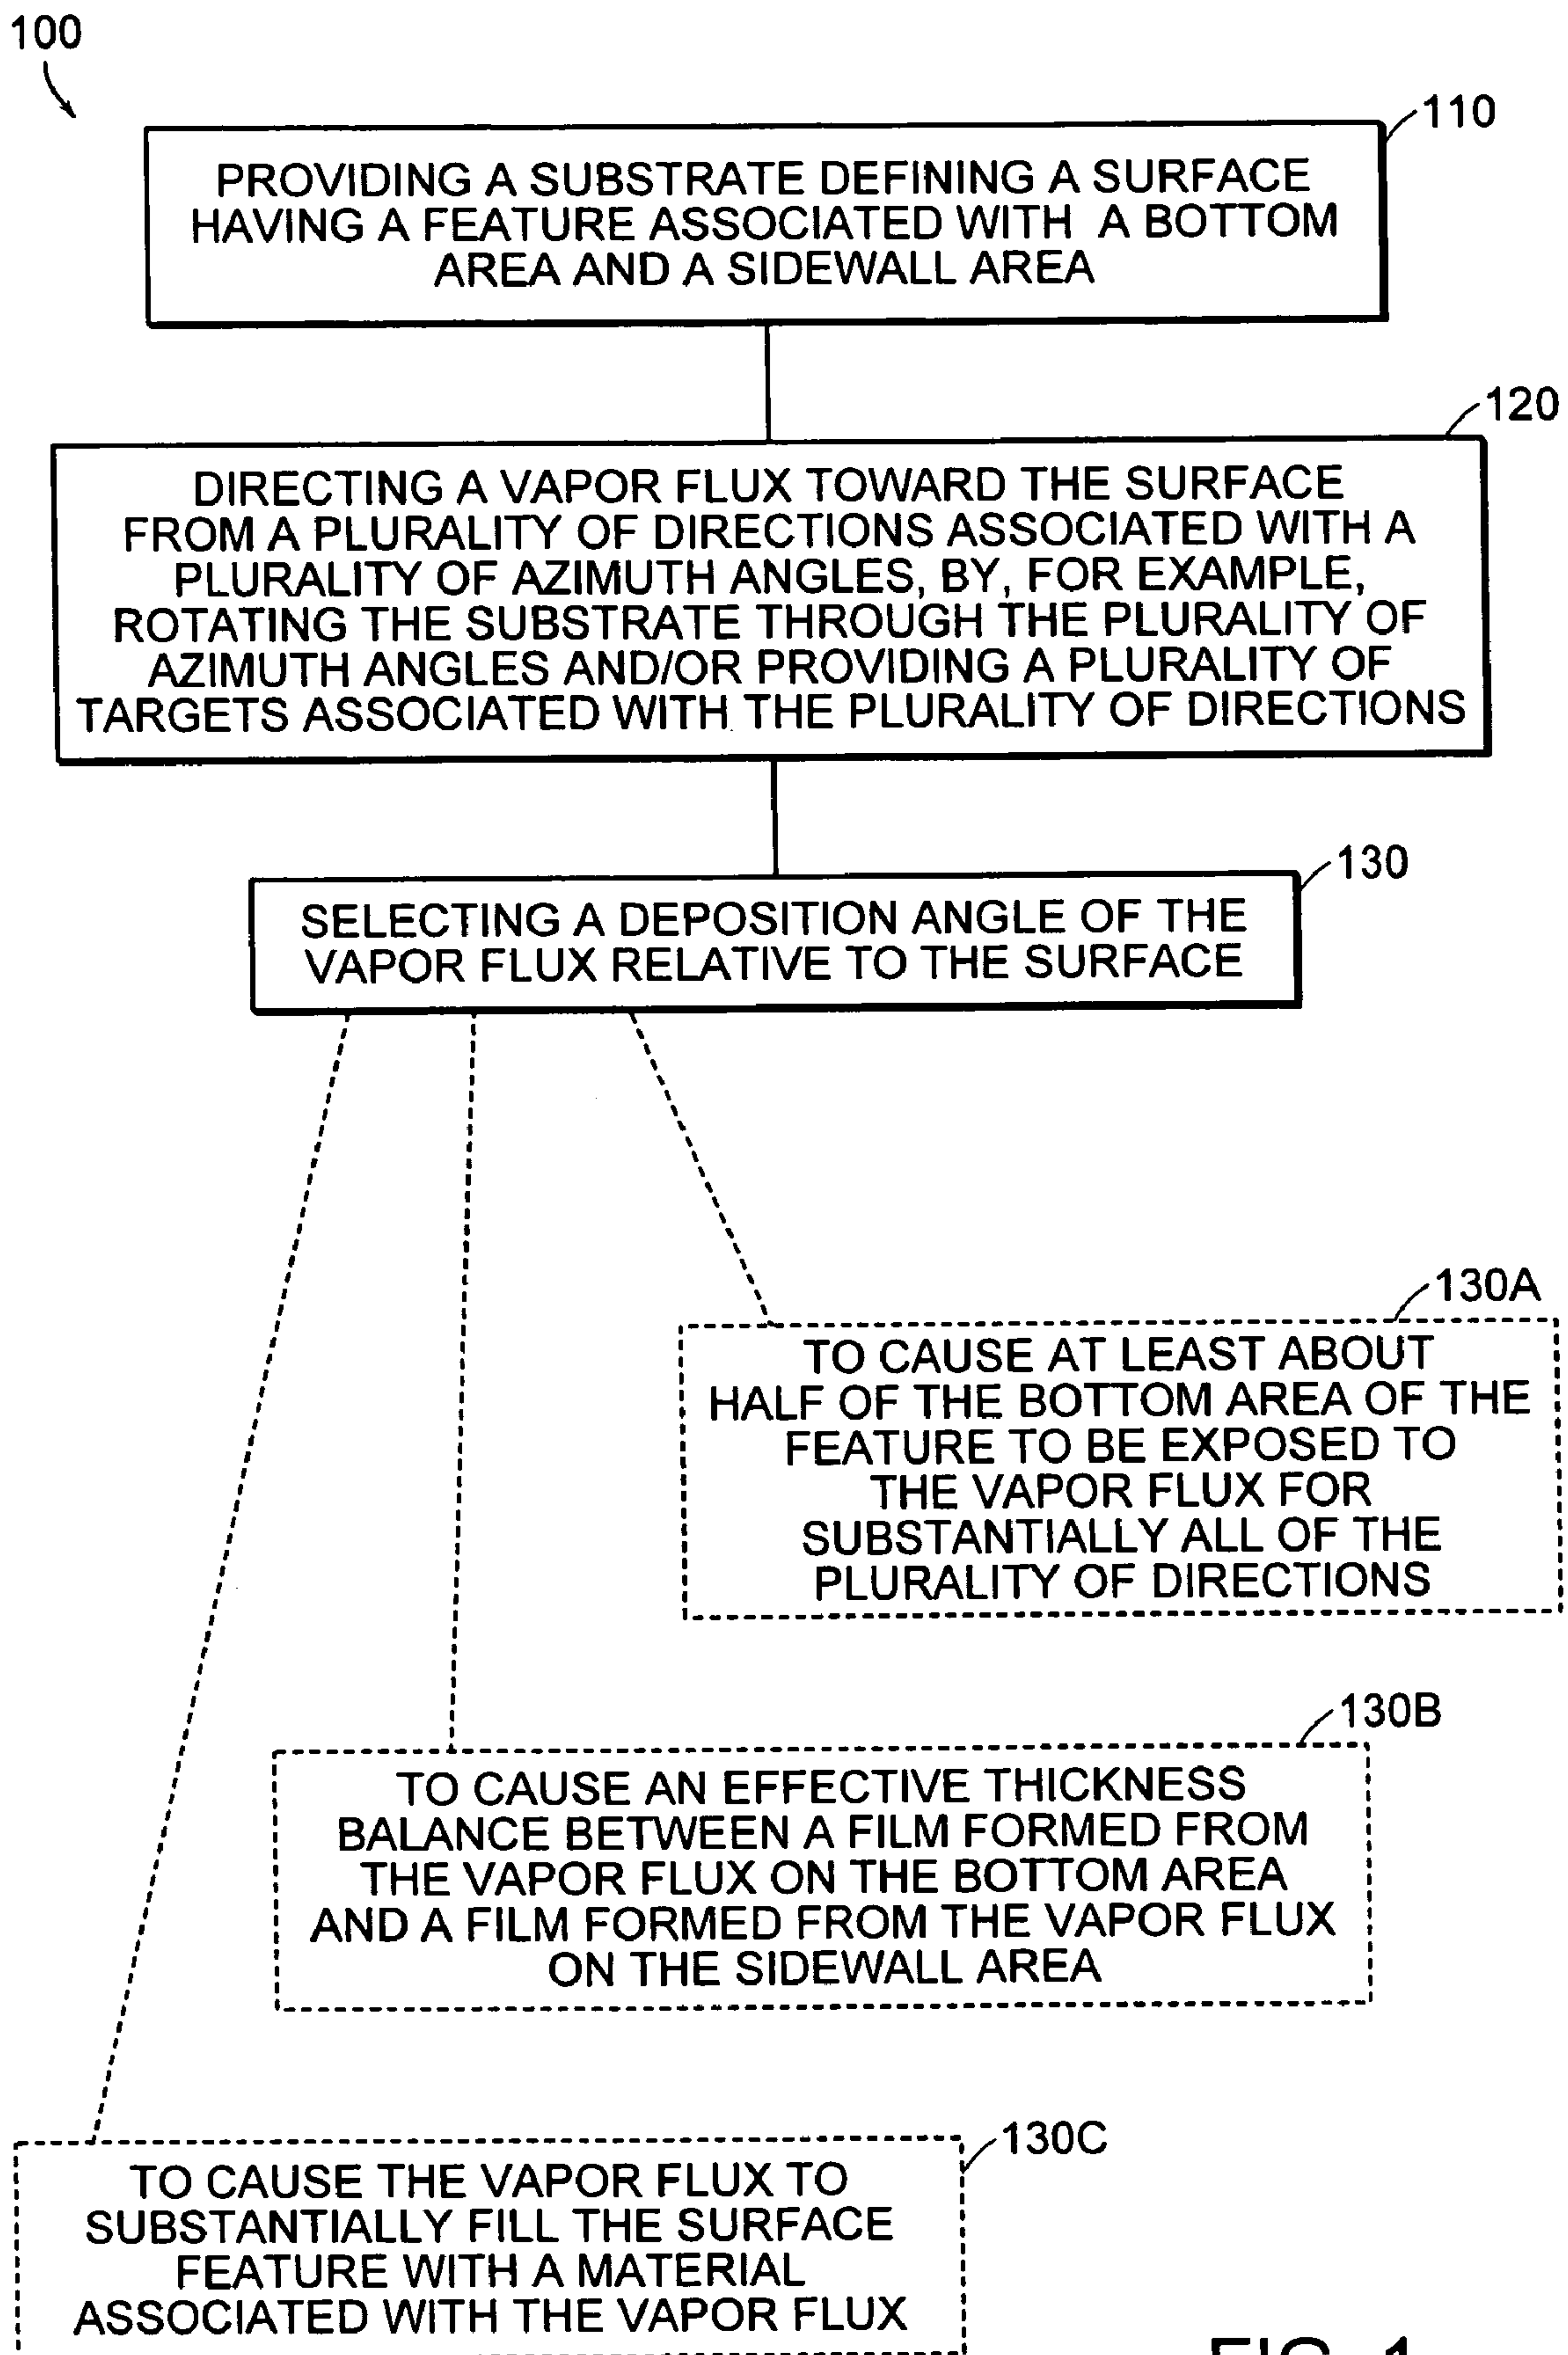 100
110
PROVIDING A SUBSTRATE DEFINING A SURFACE
HAVING A FEATURE ASSOCIATED WITH A BOTTOM
AREA AND A SIDEWALL AREA
120
DIRECTING A VAPOR FLUX TOWARD THE SURFACE
FROM A PLURALITY OF DIRECTIONS ASSOCIATED WITH A
PLURALITY OF AZIMUTH ANGLES, BY, FOR EXAMPLE,
ROTATING THE SUBSTRATE THROUGH THE PLURALITY OF
AZIMUTH ANGLES AND/OR PROVIDING A PLURALITY OF
TARGETS ASSOCIATED WITH THE PLURALITY OF DIRECTIONS
130
SELECTING A DEPOSITION ANGLE OF THE
VAPOR FLUX RELATIVE TO THE SURFACE
130A
TO CAUSE AT LEAST ABOUT
HALF OF THE BOTTOM AREA OF THE
FEATURE TO BE EXPOSED TO
THE VAPOR FLUX FOR
SUBSTANTIALLY ALL OF THE
PLURALITY OF DIRECTIONS
130B
TO CAUSE AN EFFECTIVE THICKNESS
BALANCE BETWEEN A FILM FORMED FROM
THE VAPOR FLUX ON THE BOTTOM AREA
AND A FILM FORMED FROM THE VAPOR FLUX
ON THE SIDEWALL AREA
130C
TO CAUSE THE VAPOR FLUX TO
SUBSTANTIALLY FILL THE SURFACE
FEATURE WITH A MATERIAL
ASSOCIATED WITH THE VAPOR FLUX
FIG. 1